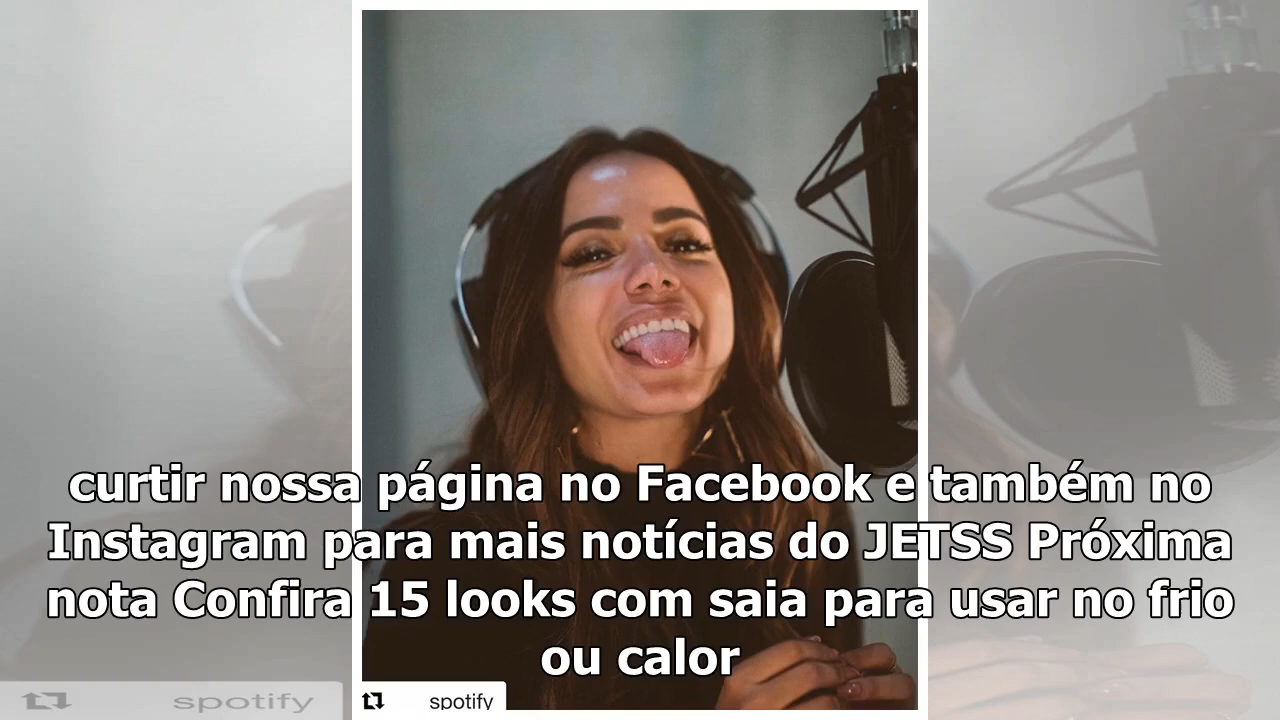 curtir nossa página no Facebook e também no
Instagram para mais notícias do JETSS Próxima
nota Confira 15 looks com saia para usar no frio
ou calor
spotify
spotify